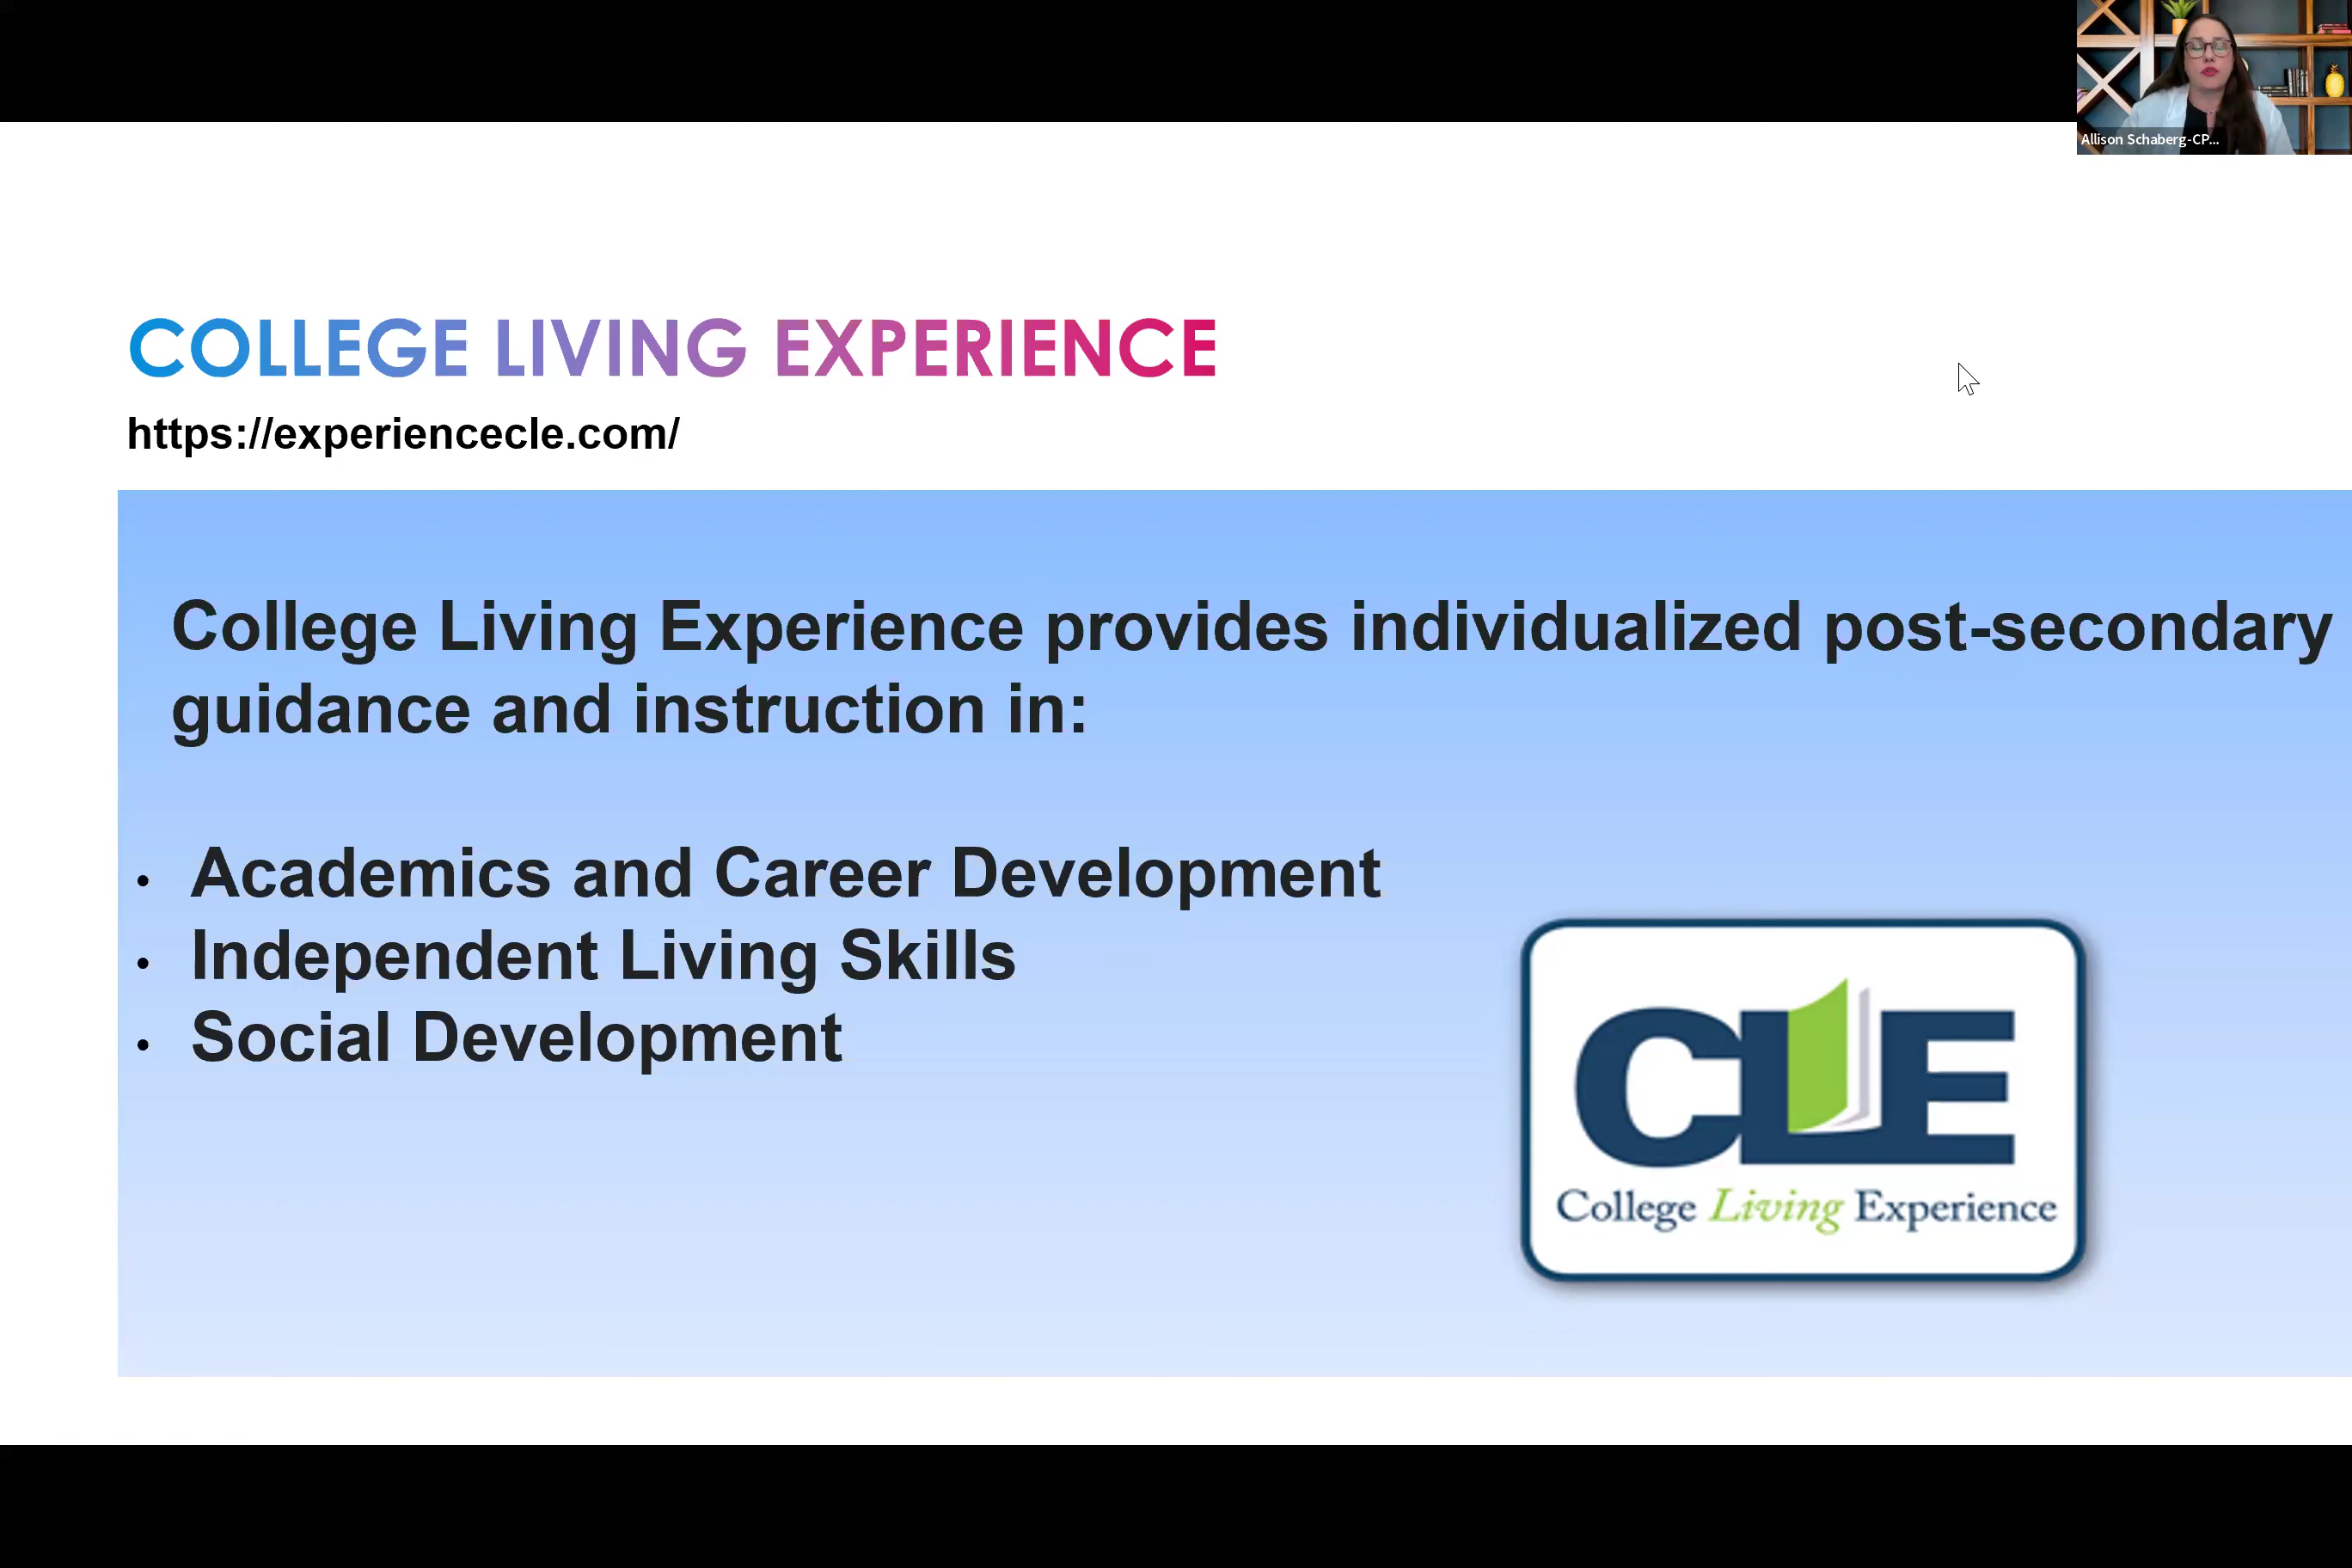 Allison Schaberg-CP...
COLLEGE LIVING EXPERIENCE
https://experiencecle.com/
College Living Experience provides individualized post-secondary
guidance and instruction in:
• Academics and Career Development
• Independent Living Skills
• Social Development
CLE
College Living Experience